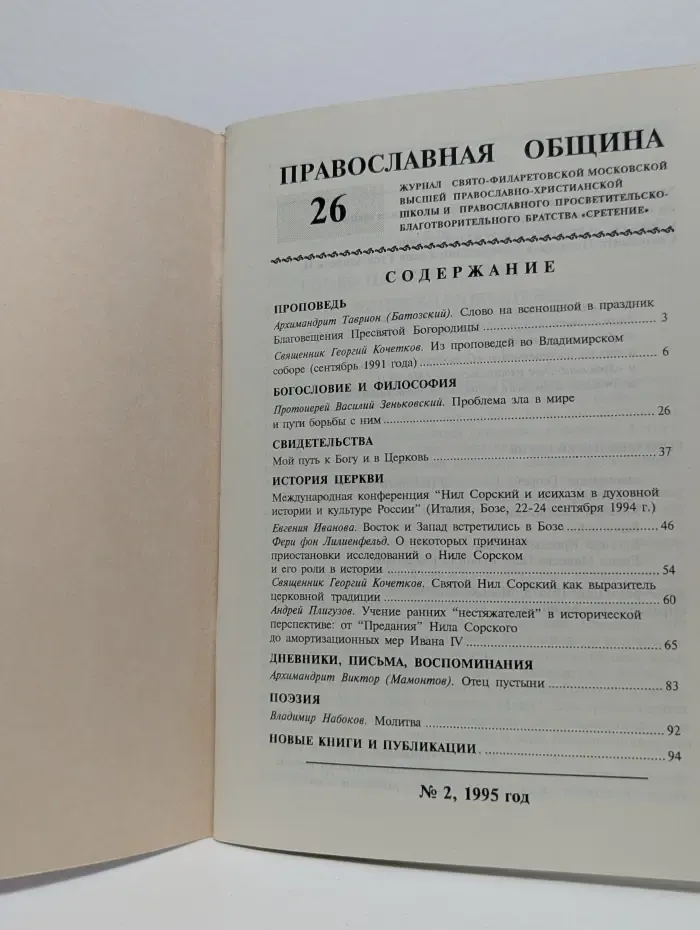 ПРАВОСЛАВНАЯ ОБЩИНА
26
ЖУРНАЛ СВЯТО-ФИЛАРЕТОВСКОЙ МОСКОВСКОЙ
ВЫСШЕЙ ПРАВОСЛАВНО-ХРИСТИАНСКОЙ
ШКОЛЫ И ПРАВОСЛАВНОГО ПРОСВЕТИТЕЛЬСКО-
БЛАГОТВОРИТЕЛЬНОГО БРАТСТВА «СРЕТЕНИЕ»
СОДЕРЖАНИЕ
ПРОПОВЕДЬ
Архимандрит Таврион (Батозский). Слово на всенощной в праздник
Благовещения Пресвятой Богородицы 3
Священник Георгий Кочетков. Из проповедей во Владимирском
соборе (сентябрь 1991 года) 6
БОГОСЛОВИЕ И ФИЛОСОФИЯ
Протоиерей Василий Зеньковский. Проблема зла в мире
и пути борьбы с ним 26
СВИДЕТЕЛЬСТВА
Мой путь к Богу и в Церковь 37
ИСТОРИЯ ЦЕРКВИ
Международная конференция "Нил Сорский и исихазм в духовной
истории и культуре России" (Италия, Бозе, 22-24 сентября 1994 г.)
Евгения Иванова. Восток и Запад встретились в Бозе 46
Фери фон Лилиенфельд. О некоторых причинах
приостановки исследований о Ниле Сорском
и его роли в истории 54
Священник Георгий Кочетков. Святой Нил Сорский как выразитель
церковной традиции 60
Андрей Плигузов. Учение ранних "нестяжателей" в исторической
перспективе: от "Предания" Нила Сорского
до амортизационных мер Ивана IV 65
ДНЕВНИКИ, ПИСЬМА, ВОСПОМИНАНИЯ
Архимандрит Виктор (Мамонтов). Отец пустыни 83
ПОЭЗИЯ
Владимир Набоков. Молитва 92
НОВЫЕ КНИГИ И ПУБЛИКАЦИИ 94
№ 2, 1995 год